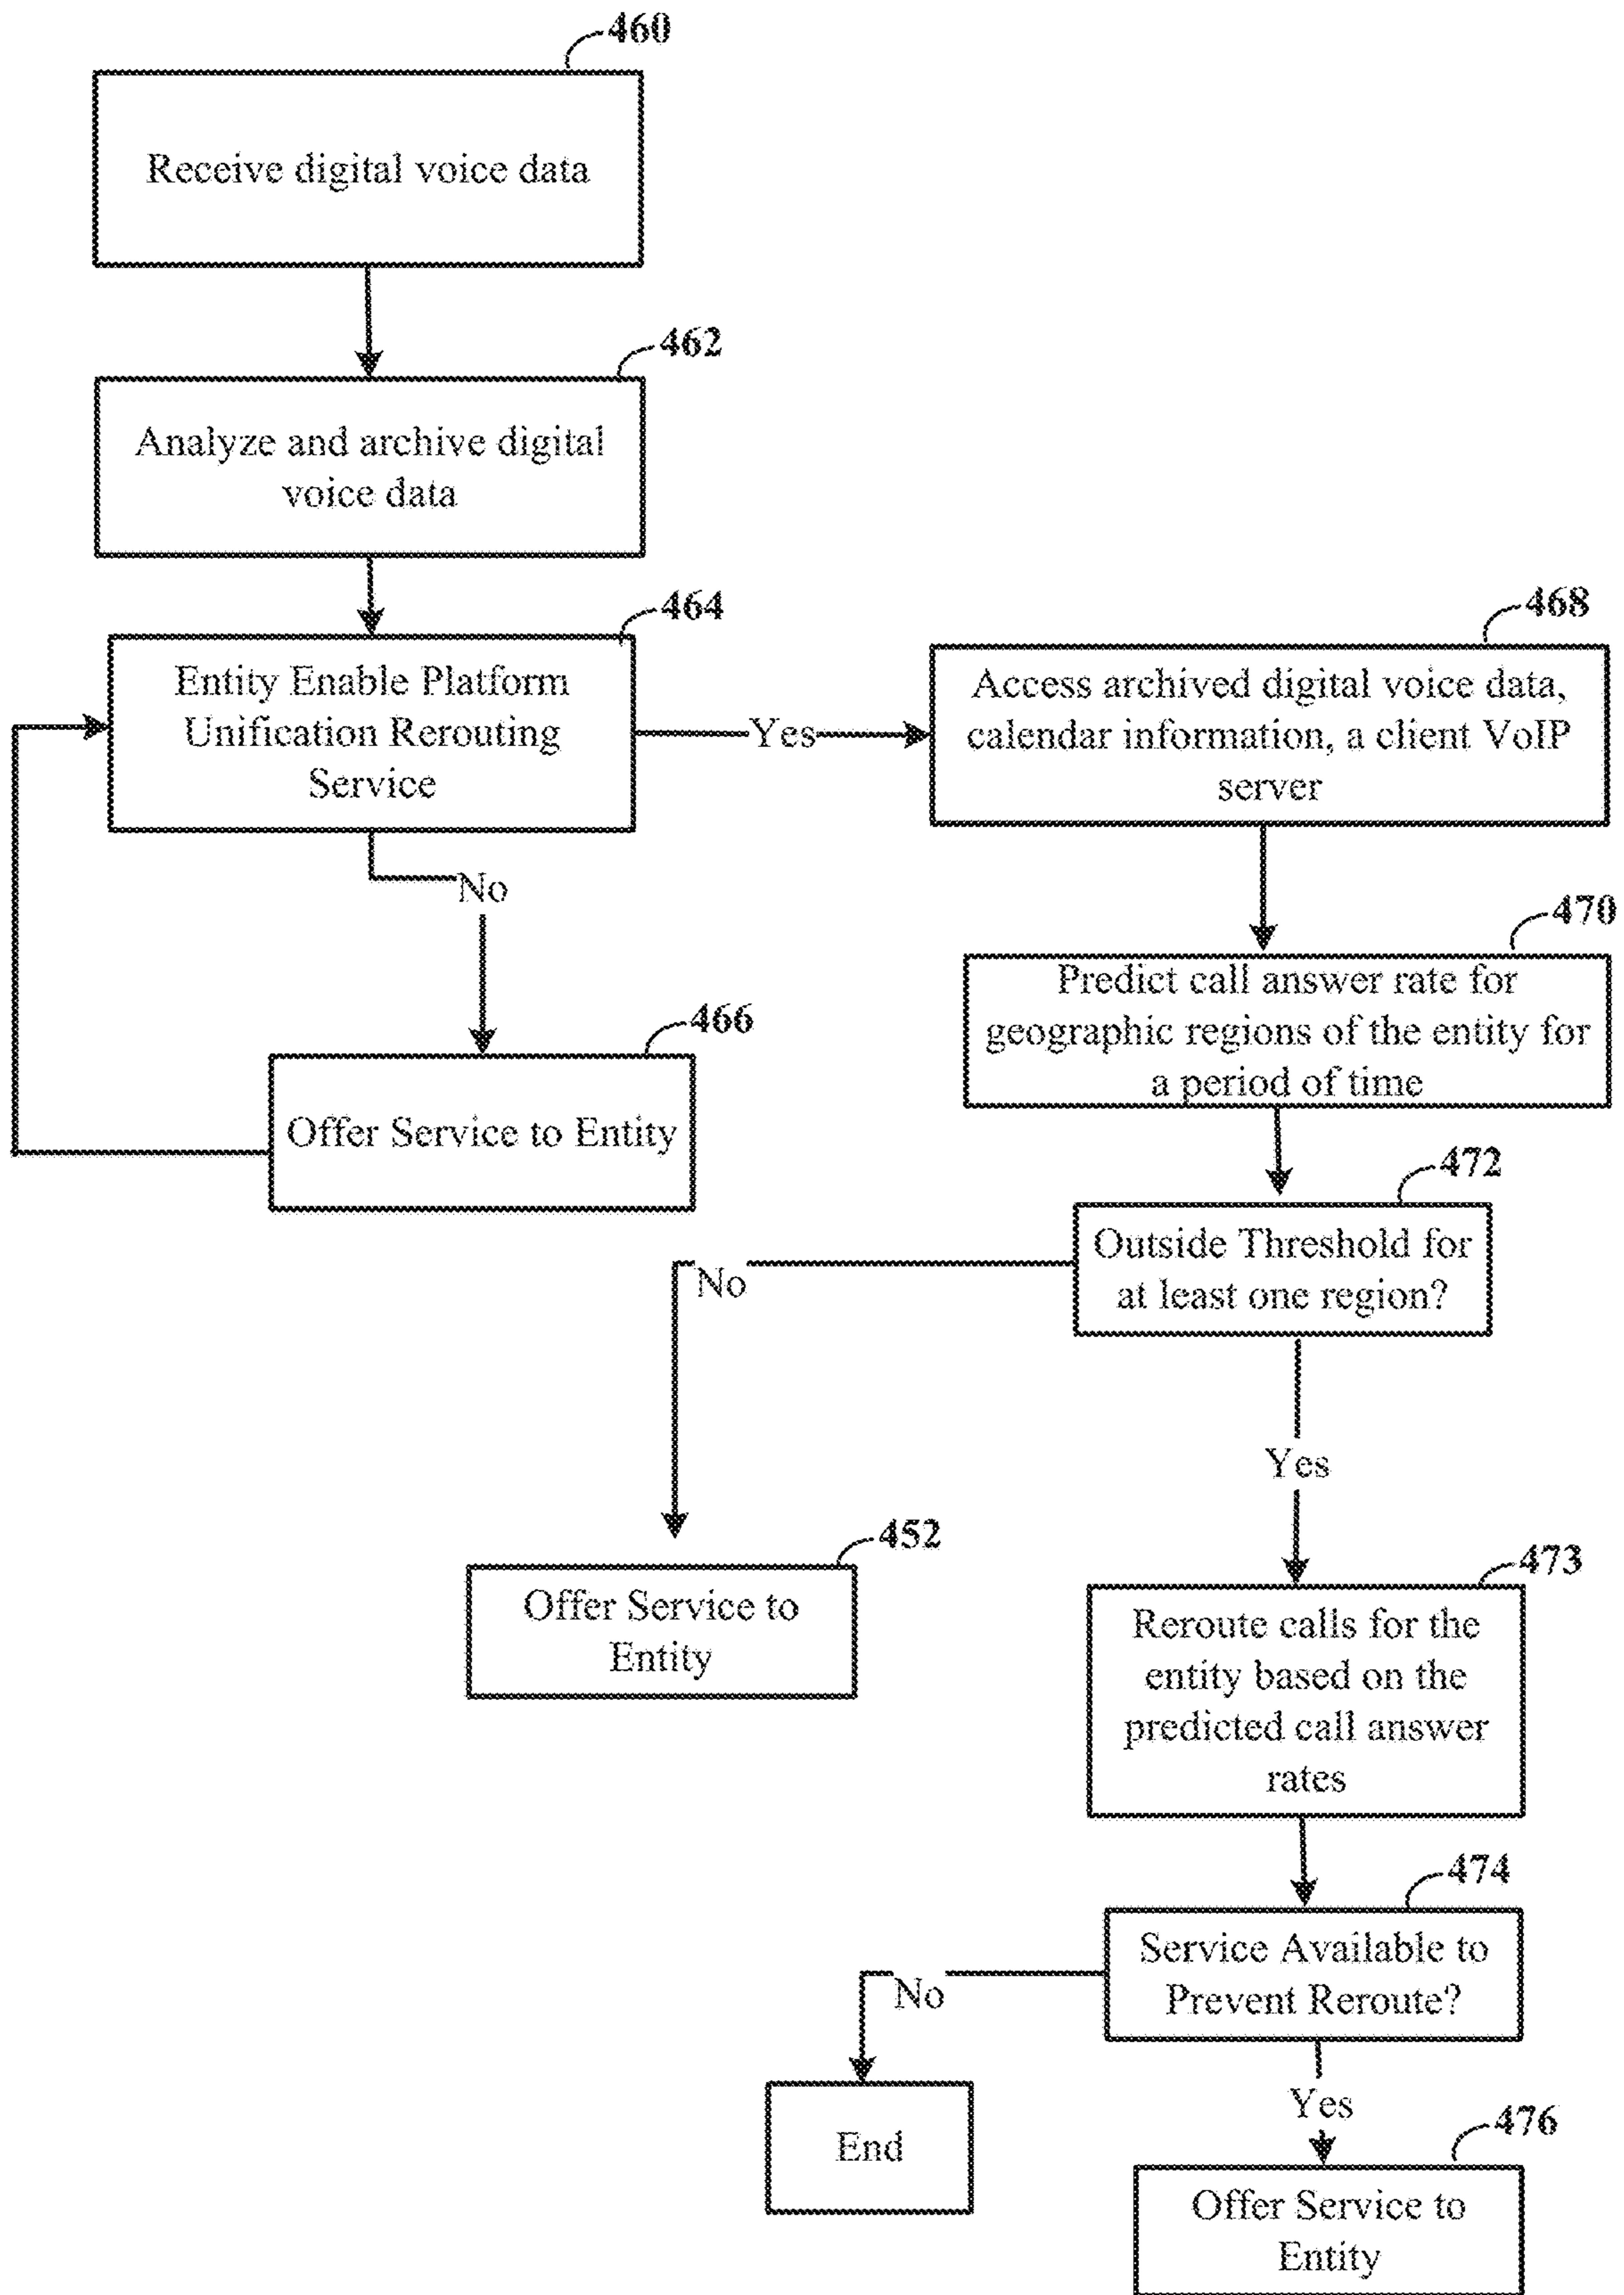 460
Receive digital voice data
462
Analyze and archive digital
voice data
464
Entity Enable Platform
Unification Rerouting
Service
Yes
468
Access archived digital voice data,
calendar information, a client VoIP
server
No
470
Predict call answer rate for
geographic regions of the entity for
a period of time
466
Offer Service to Entity
472
Outside Threshold for
at least one region?
No
Yes
452
Offer Service to
Entity
473
Reroute calls for the
entity based on the
predicted call answer
rates
474
Service Available to
Prevent Reroute?
No
End
Yes
476
Offer Service to
Entity